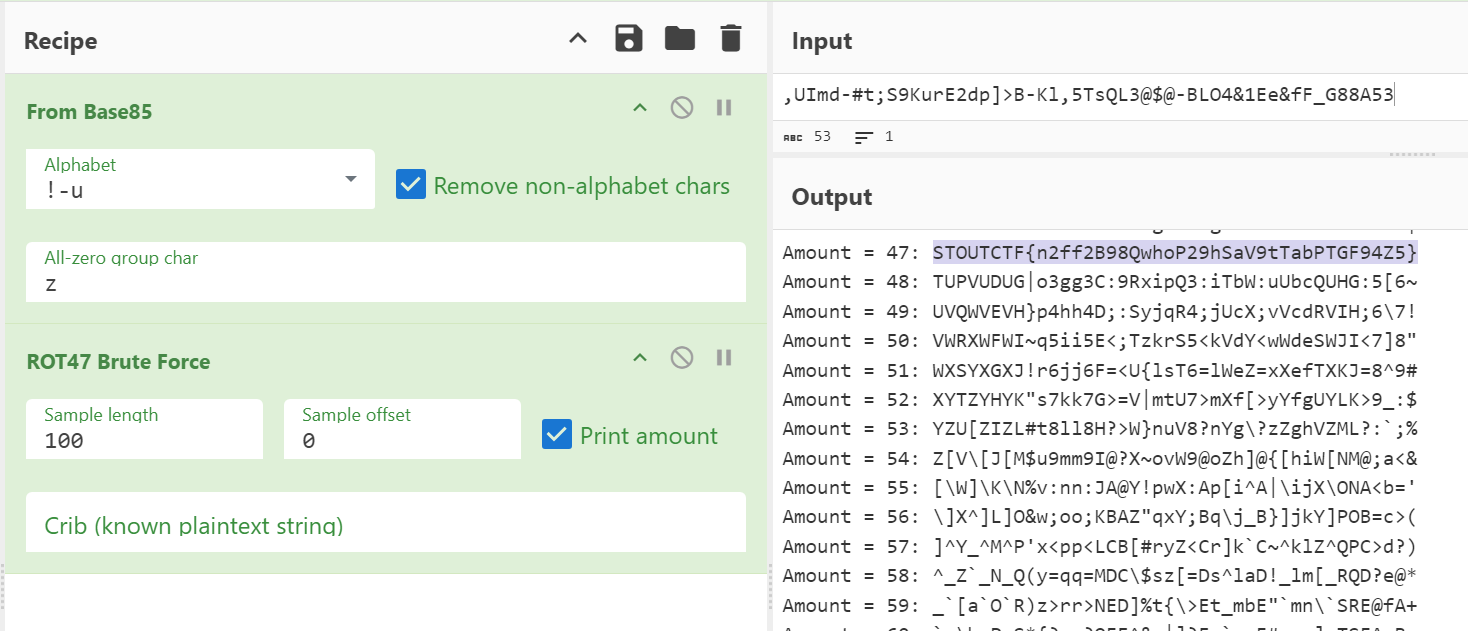 Recipe
From Base85
Alphabet
!-u
Remove non-alphabet chars
All-zero group char
z
ROT47 Brute Force
Sample length
100
Sample offset
0
Print amount
Crib (known plaintext string)
Input
,UImd-#t;S9KurE2dp]>B-Kl,5TsQL3@$@-BLO4&1Ee&fF_G88A53
ABC 53 1
Output
Amount = 47: STOUTCTF{n2ff2B98QwhoP29hSaV9tTabPTGF94Z5}
Amount = 48: TUPVUDUG|o3gg3C:9RxipQ3:iTbW:uUbcQUHG:5[6~
Amount = 49: UVQWVEVH}p4hh4D;:SyjqR4;jUcX;vVcdRVIH;6\7!
Amount = 50: VWRXWFWI~q5ii5E<;TzkrS5<kVdY<wWdeSWJI<7]8"
Amount = 51: WXSYXGXJ!r6jj6F=<U{lsT6=lWeZ=xXefTXKJ=8^9#
Amount = 52: XYTZYHYK"s7kk7G>=V|mtU7>mXf[>yYfgUYLK>9_:$
Amount = 53: YZU[ZIZL#t8ll8H?>W}nuV8?nYg\?zZghVZML?:`;%
Amount = 54: Z[V\[J[M$u9mm9I@?X~ovW9@oZh]@{[hiW[NM@;a<&
Amount = 55: [\W]\K\N%v:nn:JA@Y!pwX:Ap[i^A|\ijX\ONA<b='
Amount = 56: \]X^]L]O&w;oo;KBAZ"qxY;Bq\j_B}]jkY]POB=c>(
Amount = 57: ]^Y_^M^P'x<pp<LCB[#ryZ<Cr]k`C~^klZ^QPC>d?)
Amount = 58: ^_Z`_N_Q(y=qq=MDC\$sz[=Ds^laD!_lm[_RQD?e@*
Amount = 59: _`[a`O`R)z>rr>NED]%t{\>Et_mbE"`mn\`SRE@fA+